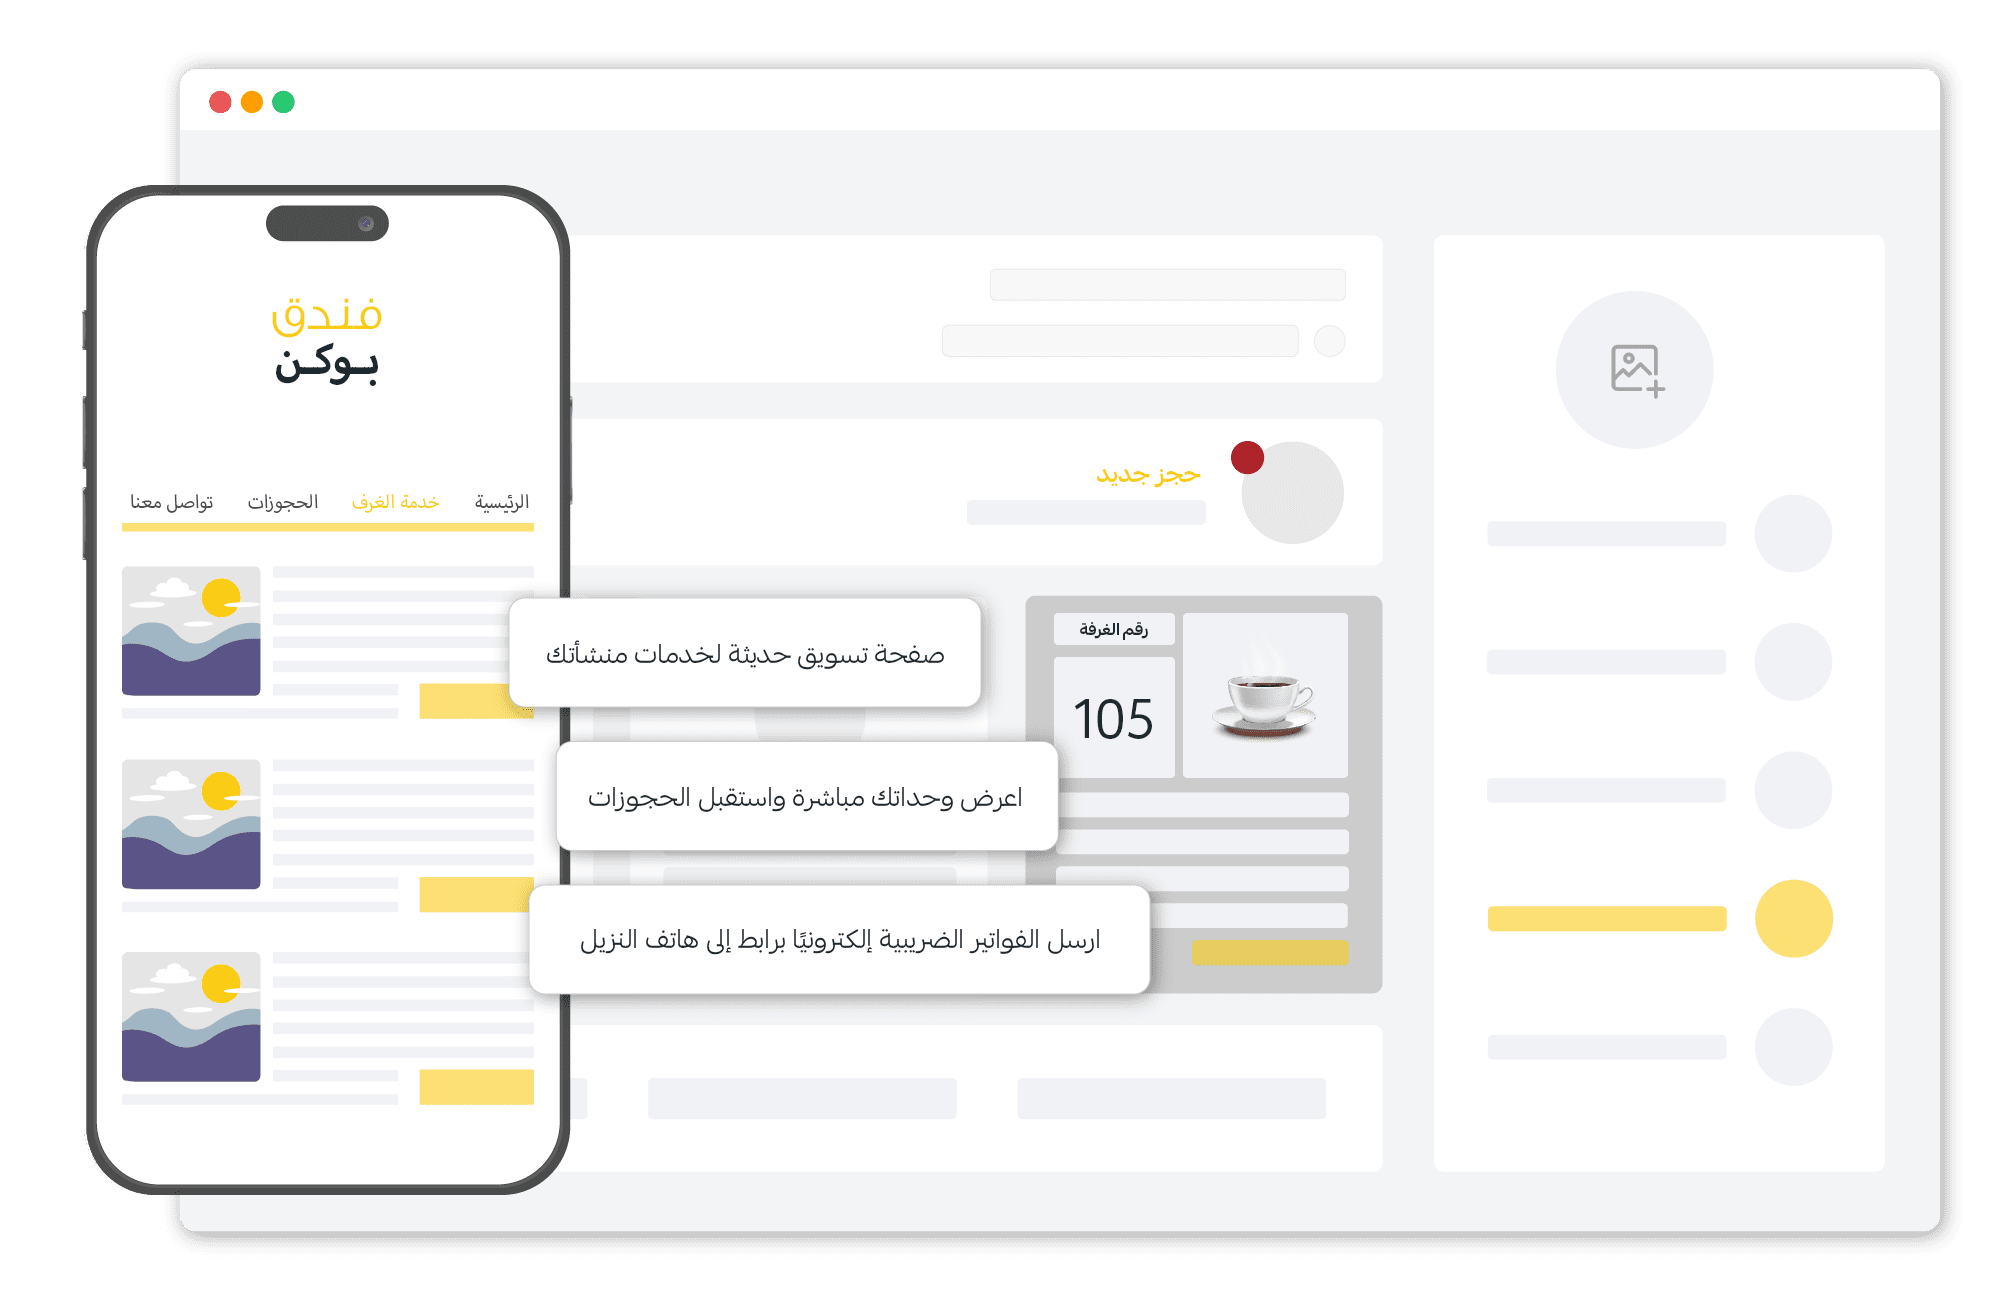 فندق
بوكن
الرئيسية
خدمة الغرف
الحجوزات
تواصل معنا
حجز جديد
رقم الغرفة
105
صفحة تسويق حديثة لخدمات منشأتك
اعرض وحداتك مباشرة واستقبل الحجوزات
ارسل الفواتير الضريبية إلكترونيًا برابط إلى هاتف النزيل